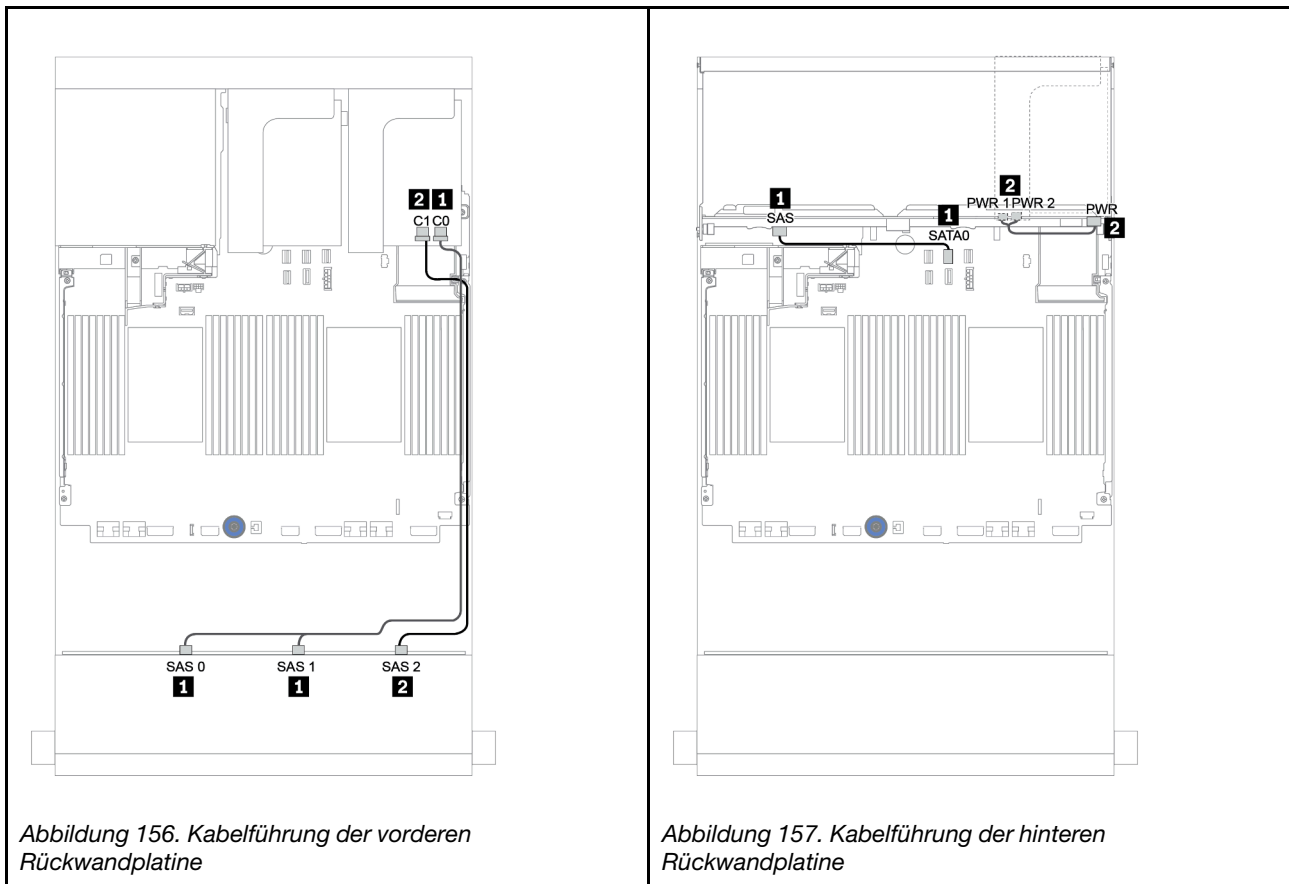 2 1
C1 C0
SAS 0
SAS 1
SAS 2
1
1
2
Abbildung 156. Kabelführung der vorderen
Rückwandplatine
1
SAS
1
SATA0
2
PWR 1 PWR 2
PWR
2
Abbildung 157. Kabelführung der hinteren
Rückwandplatine